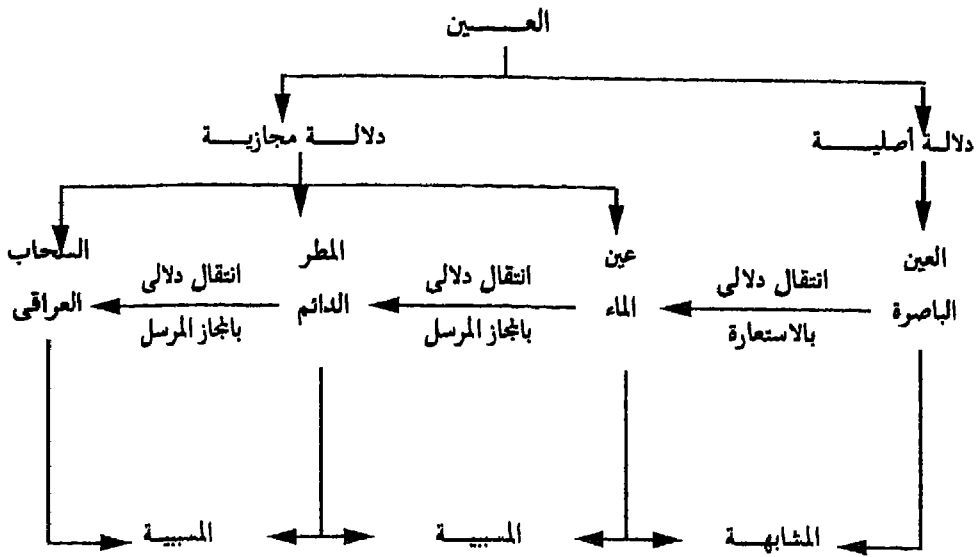 العين
دلالة أصلية
دلالة مجازية
العين
الباصرة
انتقال دلالى
بالاستعارة
عين
الماء
انتقال دلالى
بالمجاز المرسل
المطر
الدائم
انتقال دلالى
بالمجاز المرسل
السحاب
العراقى
المشابهة
المسببية
المسببية